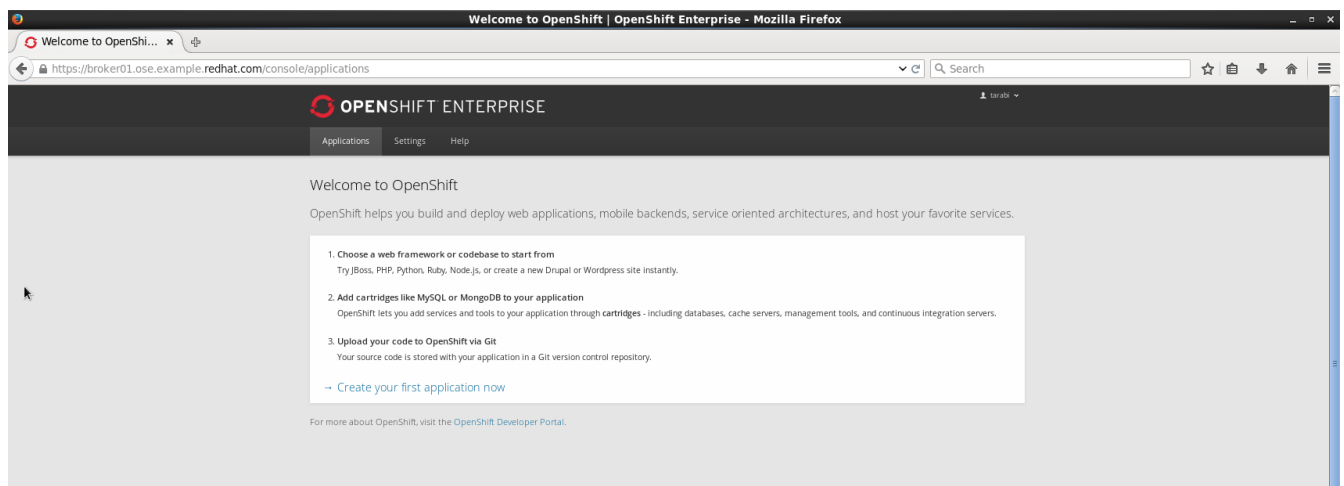 Welcome to OpenShift | OpenShift Enterprise - Mozilla Firefox
Welcome to OpenShi...
https://broker01.ose.example.redhat.com/console/applications
Search
OPENSHIFT ENTERPRISE
tarabi
Applications Settings Help
Welcome to OpenShift
OpenShift helps you build and deploy web applications, mobile backends, service oriented architectures, and host your favorite services.
1. Choose a web framework or codebase to start from
Try JBoss, PHP, Python, Ruby, Node.js, or create a new Drupal or Wordpress site instantly.
2. Add cartridges like MySQL or MongoDB to your application
OpenShift lets you add services and tools to your application through cartridges - including databases, cache servers, management tools, and continuous integration servers.
3. Upload your code to OpenShift via Git
Your source code is stored with your application in a Git version control repository.
→ Create your first application now
For more about OpenShift, visit the OpenShift Developer Portal.